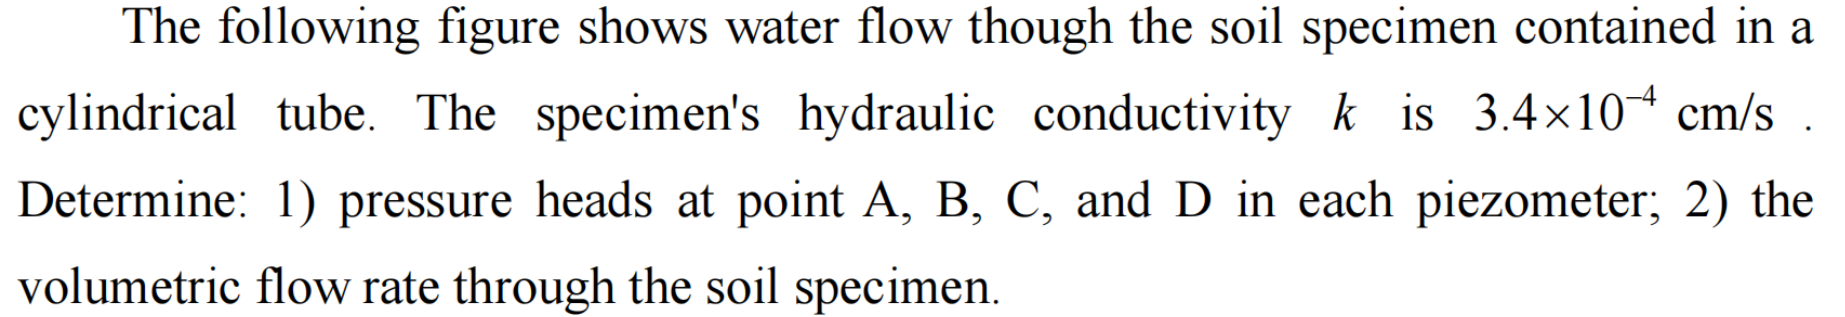 The following figure shows water flow though the soil specimen contained in a
cylindrical tube. The specimen's hydraulic conductivity k is 3.4×10⁻⁴ cm/s .
Determine: 1) pressure heads at point A, B, C, and D in each piezometer; 2) the
volumetric flow rate through the soil specimen.